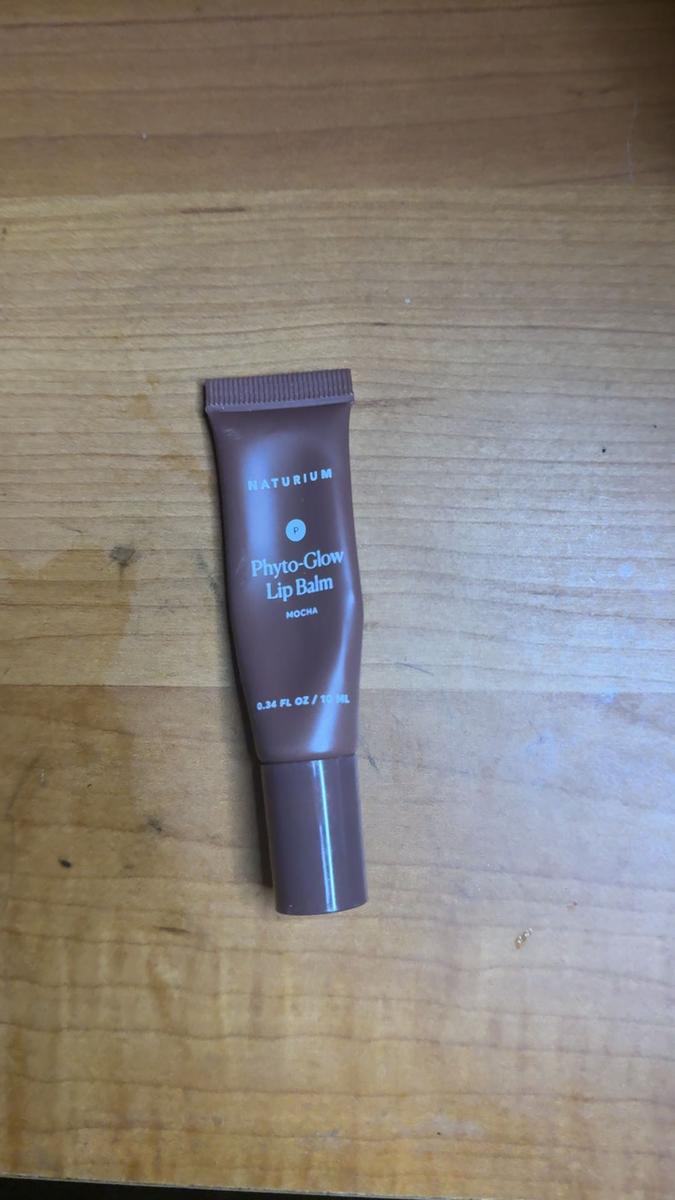 NATURIUM
P
Phyto-Glow
Lip Balm
MOCHA
0.34 FL OZ / 10 ML